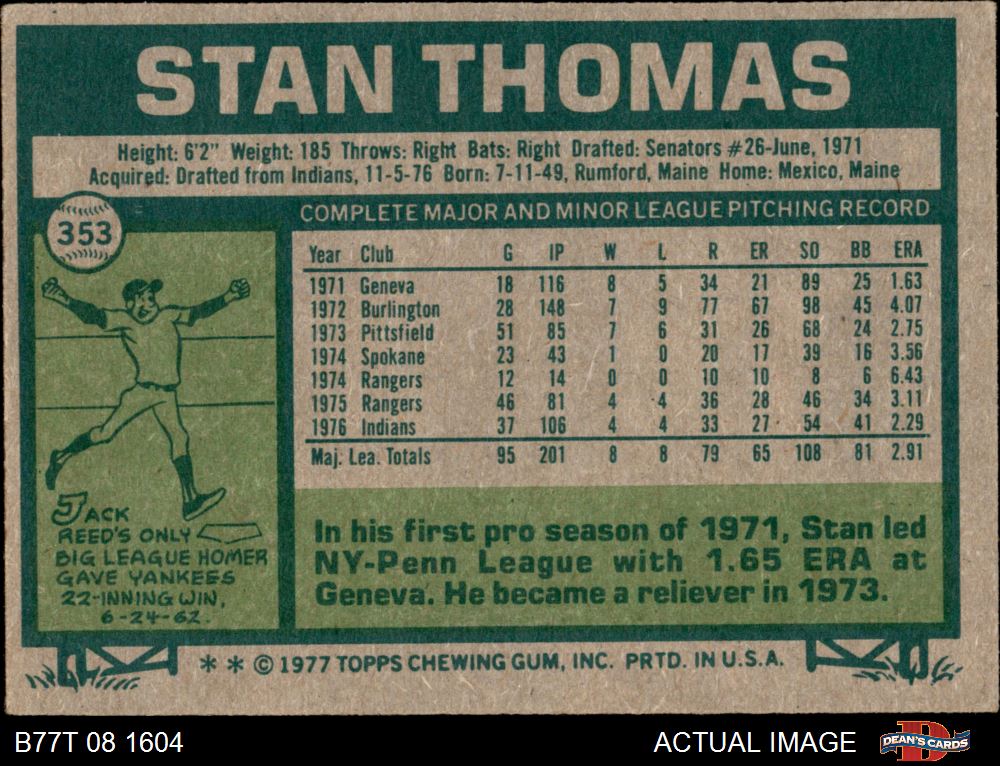 STAN THOMAS
Height: 6'2" Weight: 185 Throws: Right Bats: Right Drafted: Senators #26-June, 1971
Acquired: Drafted from Indians, 11-5-76 Born: 7-11-49, Rumford, Maine Home: Mexico, Maine
353
COMPLETE MAJOR AND MINOR LEAGUE PITCHING RECORD
Year Club G IP W L R ER SO BB ERA
1971 Geneva 18 116 8 5 34 21 89 25 1.63
1972 Burlington 28 148 7 9 77 67 98 45 4.07
1973 Pittsfield 51 85 7 6 31 26 68 24 2.75
1974 Spokane 23 43 1 0 20 17 39 16 3.56
1974 Rangers 12 14 0 0 10 10 8 6 6.43
1975 Rangers 46 81 4 4 36 28 46 34 3.11
1976 Indians 37 106 4 4 33 27 54 41 2.29
Maj. Lea. Totals 95 201 8 8 79 65 108 81 2.91
JACK
REED'S ONLY
BIG LEAGUE HOMER
GAVE YANKEES
22-INNING WIN,
6-24-62.
In his first pro season of 1971, Stan led
NY-Penn League with 1.65 ERA at
Geneva. He became a reliever in 1973.
* * © 1977 TOPPS CHEWING GUM, INC. PRTD. IN U.S.A.
B77T 08 1604
ACTUAL IMAGE
D
DEAN'S CARDS